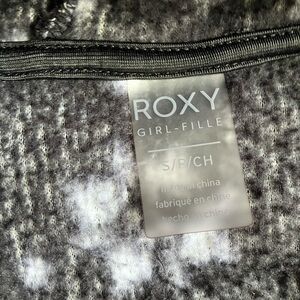 ROXY
GIRL-FILLE
S/P/CH
made in china
fabriqué en chine
hecho en china